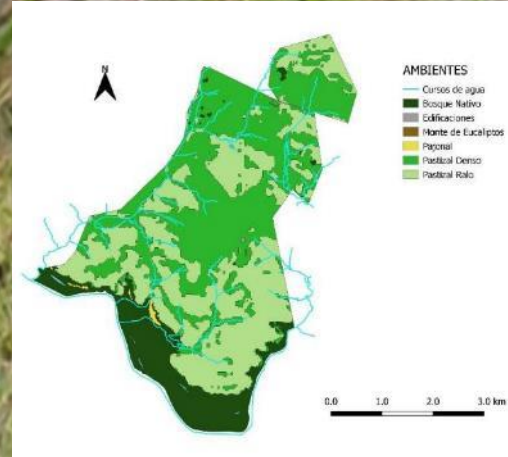 N
AMBIENTES
Cursos de agua
Bosque Nativo
Edificaciones
Monte de Eucaliptos
Pajonal
Pastizal Denso
Pastizal Ralo
0.0 1.0 2.0 3.0 km